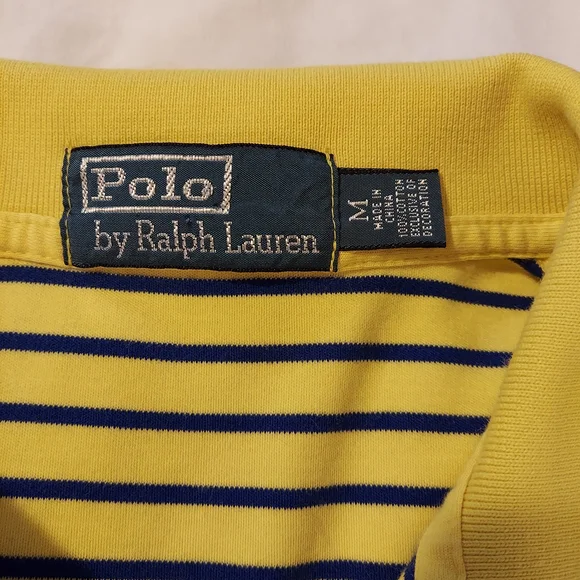 Polo
by Ralph Lauren
M
MADE IN
CHINA
100% COTTON
EXCLUSIVE OF
DECORATION